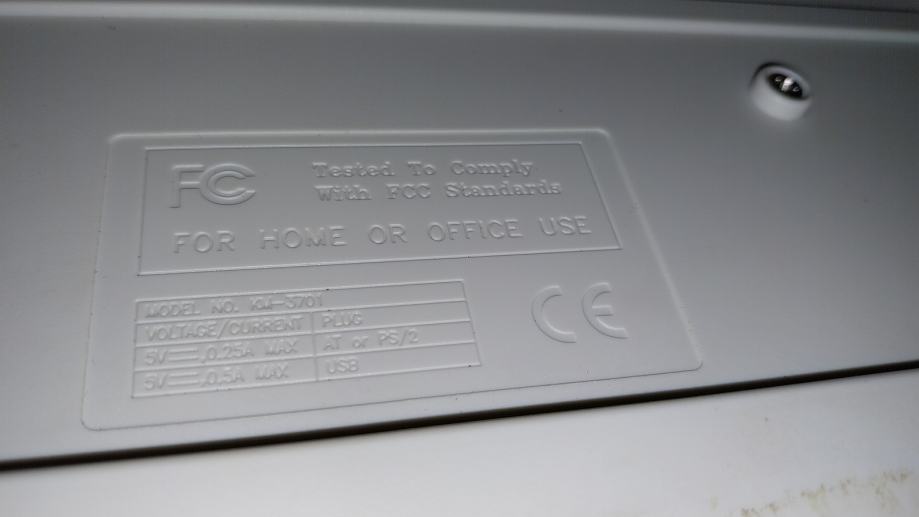 FC Tested To Comply
With FCC Standards
FOR HOME OR OFFICE USE
MODEL NO. KM-3701
VOLTAGE/CURRENT PLUG
5V⎓,0.25A MAX AT or PS/2
5V⎓,0.5A MAX USB
CE